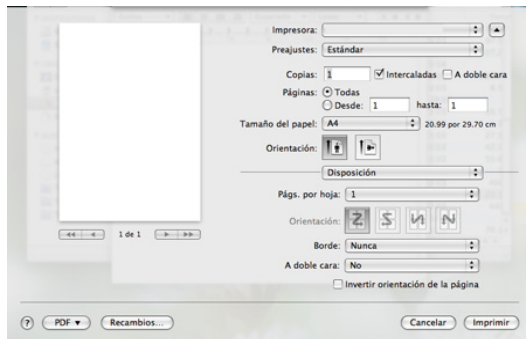 Impresora:
Preajustes: Estándar
Copias: 1 Intercaladas A doble cara
Páginas: Todas
Desde: 1 hasta: 1
Tamaño del papel: A4 20.99 por 29.70 cm
Orientación:
Disposición
Págs. por hoja: 1
Orientación:
1 de 1
Borde: Nunca
A doble cara: No
Invertir orientación de la página
? PDF Recambios... Cancelar Imprimir